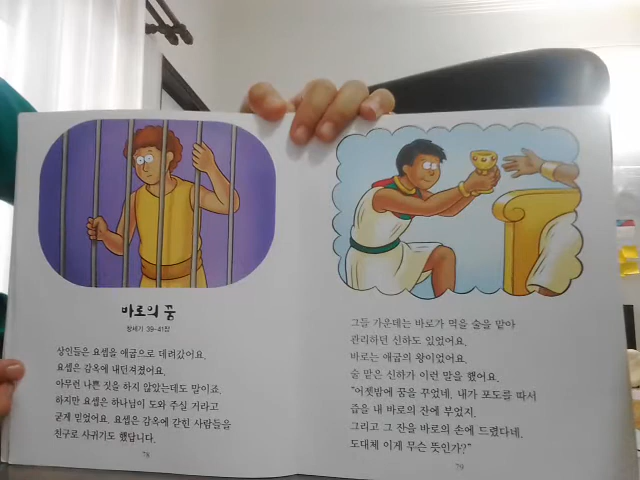 바로의 꿈
창세기 39-41장
상인들은 요셉을 애굽으로 데려갔어요.
요셉은 감옥에 내던져졌어요.
아무런 나쁜 짓을 하지 않았는데도 말이죠.
하지만 요셉은 하나님이 도와 주실 거라고
굳게 믿었어요. 요셉은 감옥에 갇힌 사람들을
친구로 사귀기도 했답니다.
78
그들 가운데는 바로가 먹을 술을 맡아
관리하던 신하도 있었어요.
바로는 애굽의 왕이었어요.
술 맡은 신하가 이런 말을 했어요.
"어젯밤에 꿈을 꾸었네. 내가 포도를 따서
즙을 내 바로의 잔에 부었지.
그리고 그 잔을 바로의 손에 드렸다네.
도대체 이게 무슨 뜻인가?"
79